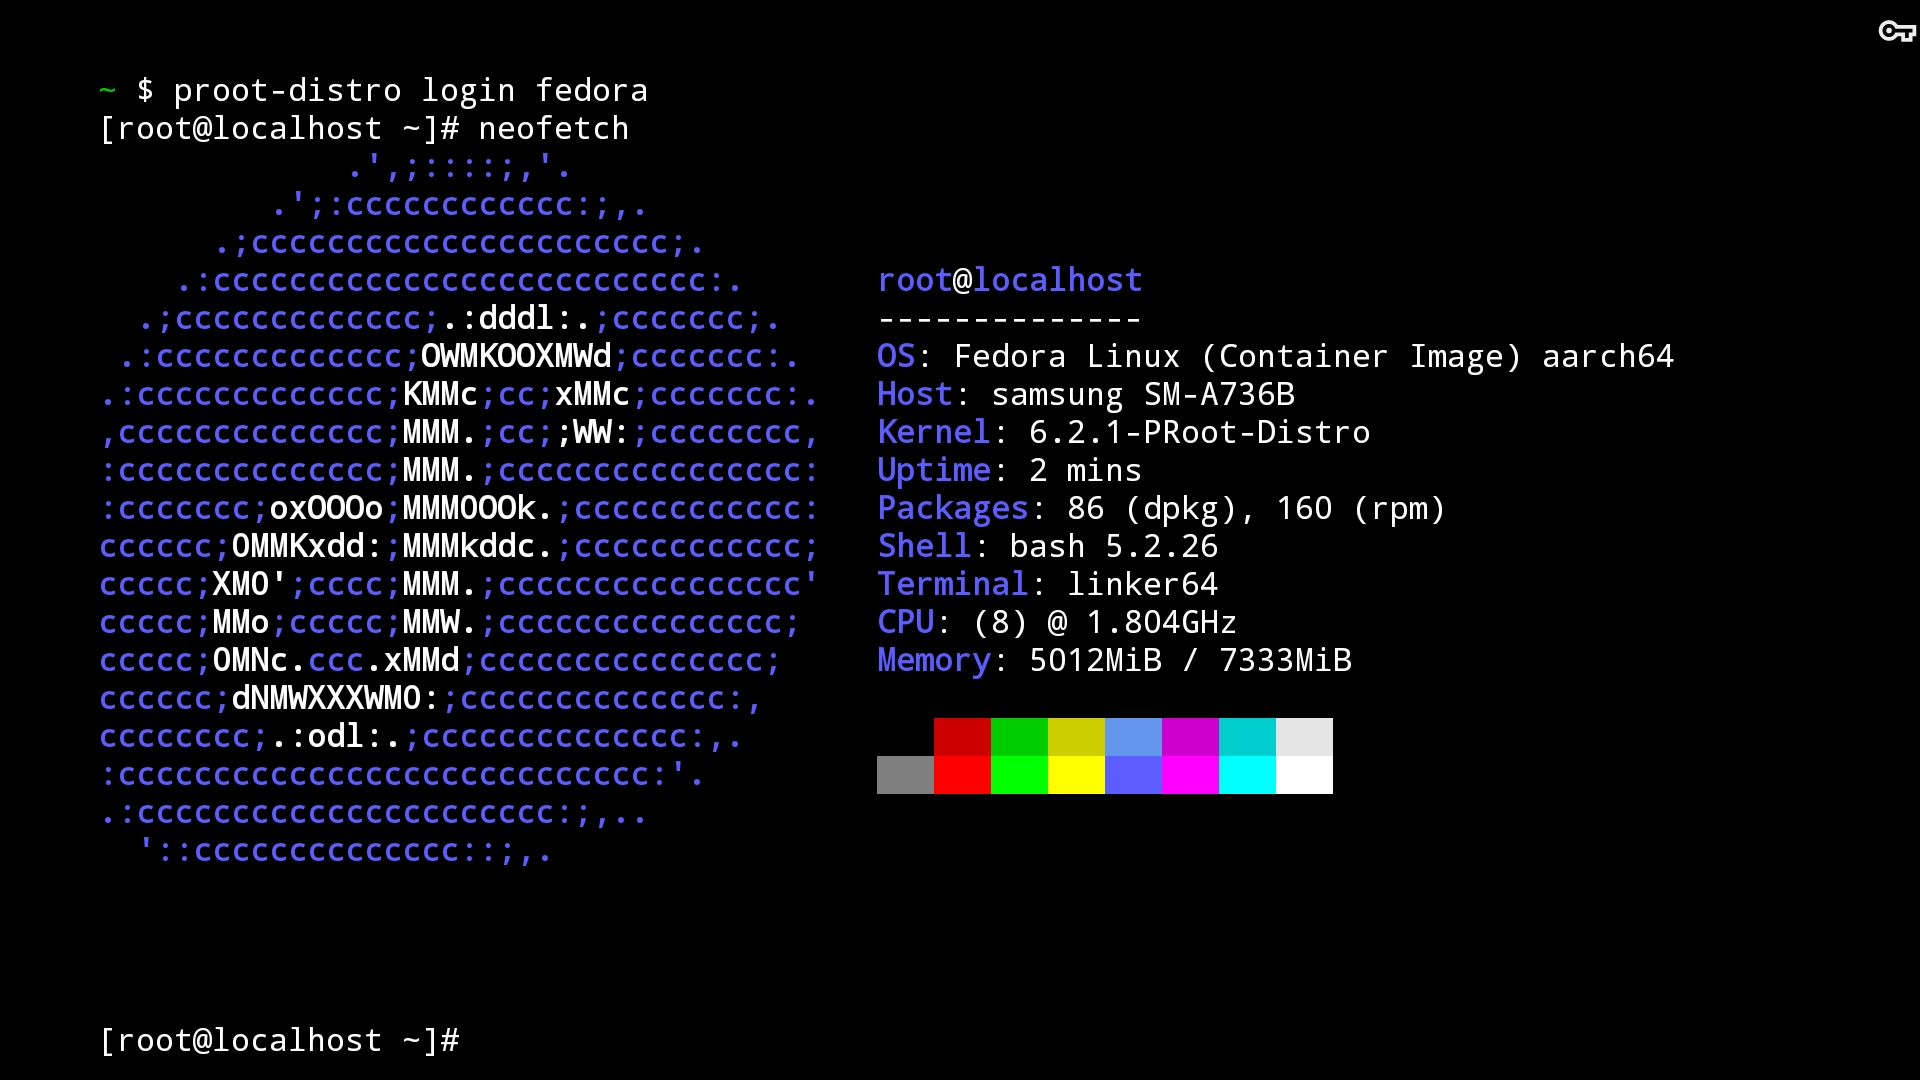 ~ $ proot-distro login fedora
[root@localhost ~]# neofetch
             .',;::::;,'.
         .';:cccccccccccc:;,.
      .;cccccccccccccccccccccc;.
    .:cccccccccccccccccccccccccc:.
  .;ccccccccccccc;.:dddl:.;ccccccc;.
 .:ccccccccccccc;OWMKOOXMWd;ccccccc:.
.:ccccccccccccc;KMMc;cc;xMMc;ccccccc:.
,cccccccccccccc;MMM.;cc;;WW:;cccccccc,
:cccccccccccccc;MMM.;cccccccccccccccc:
:ccccccc;oxOOOo;MMMOOOk.;cccccccccccc:
cccccc;OMMKxdd:;MMMkddc.;cccccccccccc;
ccccc;XMO';cccc;MMM.;cccccccccccccccc'
ccccc;MMo;ccccc;MMW.;ccccccccccccccc;
ccccc;OMNc.ccc.xMMd;ccccccccccccccc;
cccccc;dNMWXXXWMO:;cccccccccccccc:,
cccccccc;.:odl:.;cccccccccccccc:,.
:cccccccccccccccccccccccccccccc:'.
.:cccccccccccccccccccccc:;,..
  '::cccccccccccccc::;,.
root@localhost
--------------
OS: Fedora Linux (Container Image) aarch64
Host: samsung SM-A736B
Kernel: 6.2.1-PRoot-Distro
Uptime: 2 mins
Packages: 86 (dpkg), 160 (rpm)
Shell: bash 5.2.26
Terminal: linker64
CPU: (8) @ 1.804GHz
Memory: 5012MiB / 7333MiB
[root@localhost ~]#